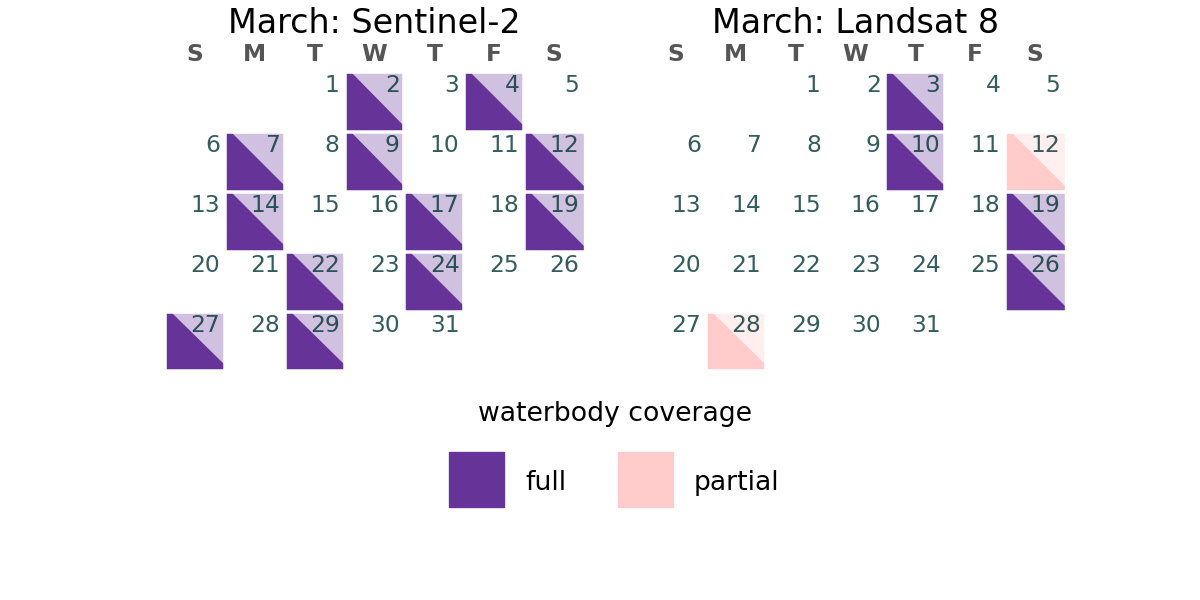 March: Sentinel-2
S M T W T F S
1 2 3 4 5
6 7 8 9 10 11 12
13 14 15 16 17 18 19
20 21 22 23 24 25 26
27 28 29 30 31
March: Landsat 8
S M T W T F S
1 2 3 4 5
6 7 8 9 10 11 12
13 14 15 16 17 18 19
20 21 22 23 24 25 26
27 28 29 30 31
waterbody coverage
full
partial